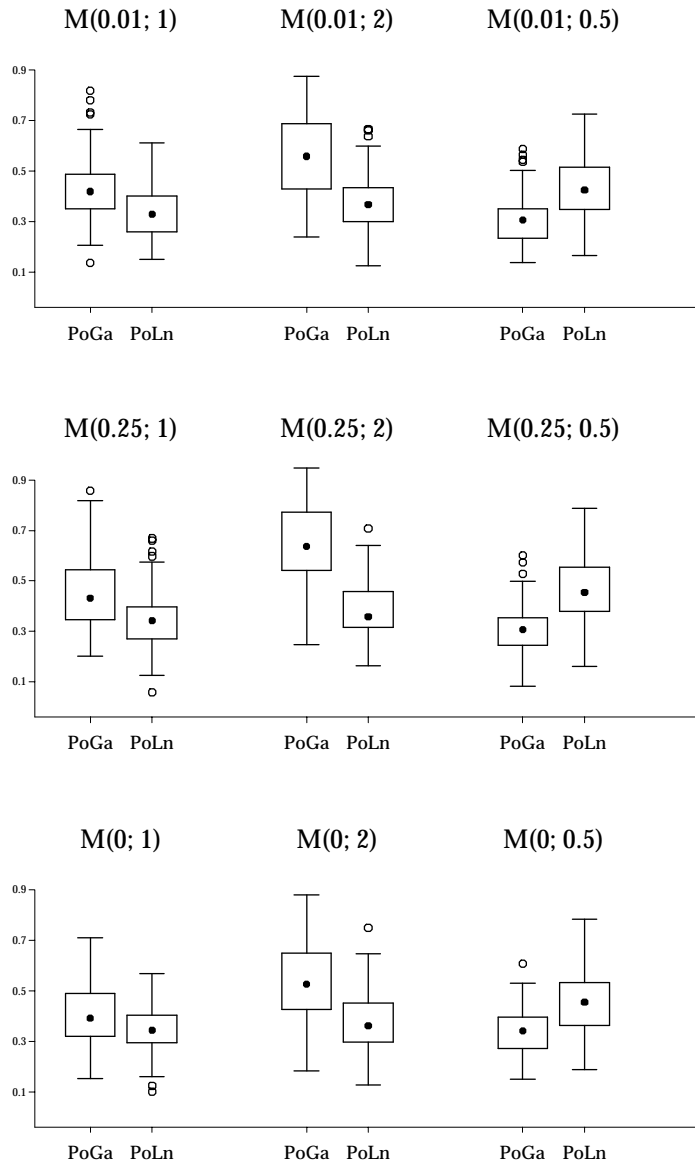 M(0.01; 1) M(0.01; 2) M(0.01; 0.5)
0.9
0.7
0.5
0.3
0.1
PoGa PoLn PoGa PoLn PoGa PoLn
M(0.25; 1) M(0.25; 2) M(0.25; 0.5)
0.9
0.7
0.5
0.3
0.1
PoGa PoLn PoGa PoLn PoGa PoLn
M(0; 1) M(0; 2) M(0; 0.5)
0.9
0.7
0.5
0.3
0.1
PoGa PoLn PoGa PoLn PoGa PoLn